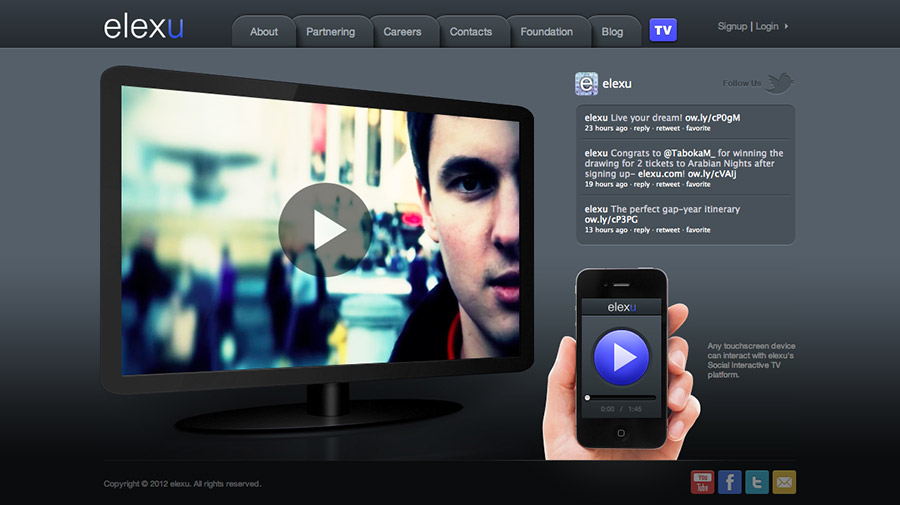 elexu
About
Partnering
Careers
Contacts
Foundation
Blog
TV
Signup | Login
elexu
Follow Us
elexu Live your dream! ow.ly/cP0gM
23 hours ago · reply · retweet · favorite
elexu Congrats to @TabokaM_ for winning the
drawing for 2 tickets to Arabian Nights after
signing up- elexu.com! ow.ly/cVAIj
19 hours ago · reply · retweet · favorite
elexu The perfect gap-year itinerary
ow.ly/cP3PG
13 hours ago · reply · retweet · favorite
elexu
0:00 / 1:45
Any touchscreen device
can interact with elexu's
Social Interactive TV
platform.
Copyright © 2012 elexu. All rights reserved.
You
Tube